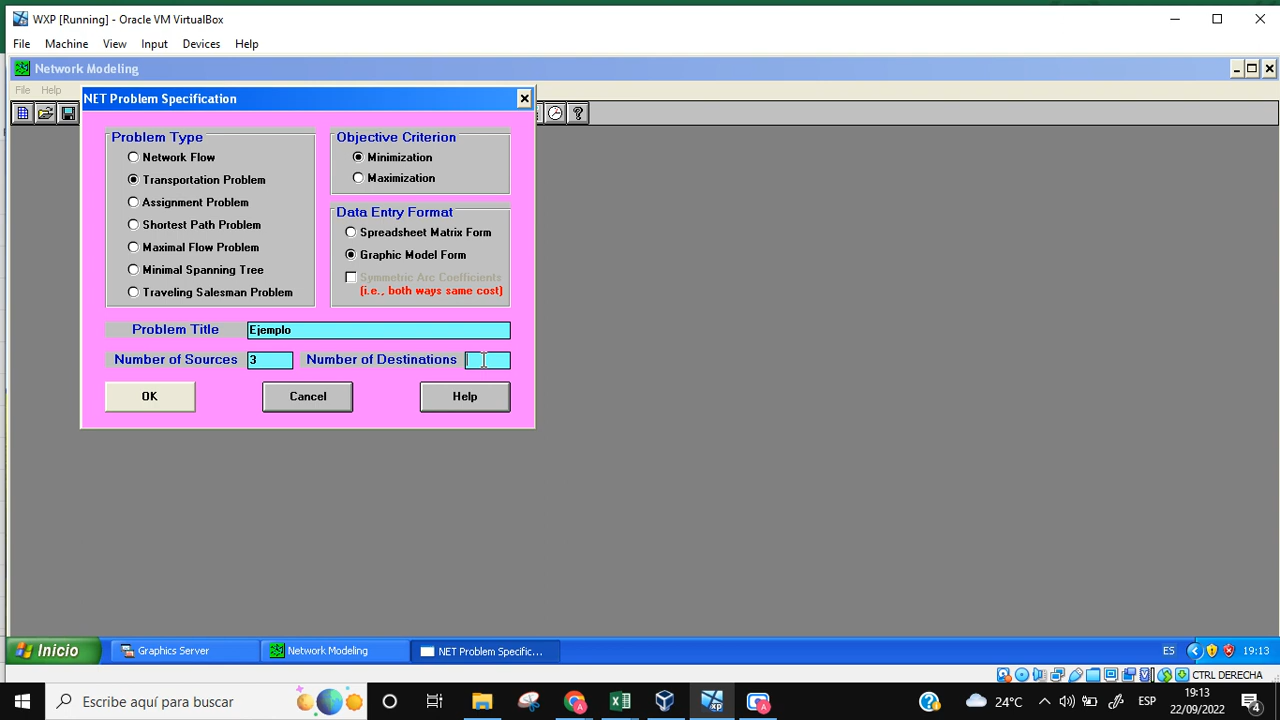 WXP [Running] - Oracle VM VirtualBox
File Machine View Input Devices Help
Network Modeling
File Help
NET Problem Specification
Problem Type
Network Flow
Transportation Problem
Assignment Problem
Shortest Path Problem
Maximal Flow Problem
Minimal Spanning Tree
Traveling Salesman Problem
Objective Criterion
Minimization
Maximization
Data Entry Format
Spreadsheet Matrix Form
Graphic Model Form
Symmetric Arc Coefficients
(i.e., both ways same cost)
Problem Title Ejemplo
Number of Sources 3 Number of Destinations
OK Cancel Help
Inicio Graphics Server Network Modeling NET Problem Specific... ES 19:13
CTRL DERECHA
Escribe aquí para buscar 24°C ESP 19:13
22/09/2022 4